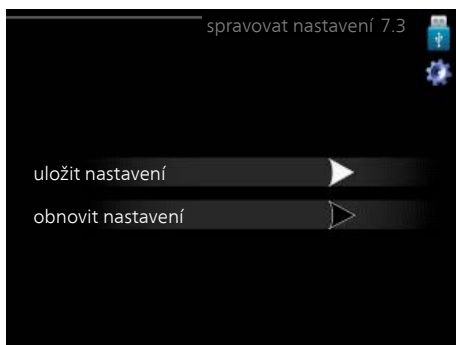 spravovat nastavení 7.3
uložit nastavení
obnovit nastavení